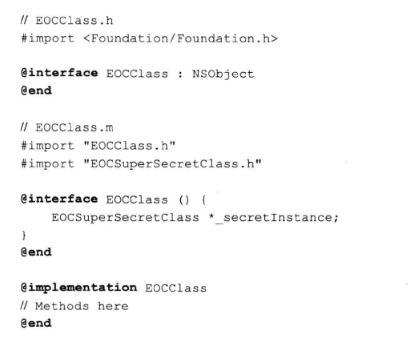 // EOCClass.h
#import <Foundation/Foundation.h>
@interface EOCClass : NSObject
@end
// EOCClass.m
#import "EOCClass.h"
#import "EOCSuperSecretClass.h"
@interface EOCClass () {
    EOCSuperSecretClass *_secretInstance;
}
@end
@implementation EOCClass
// Methods here
@end